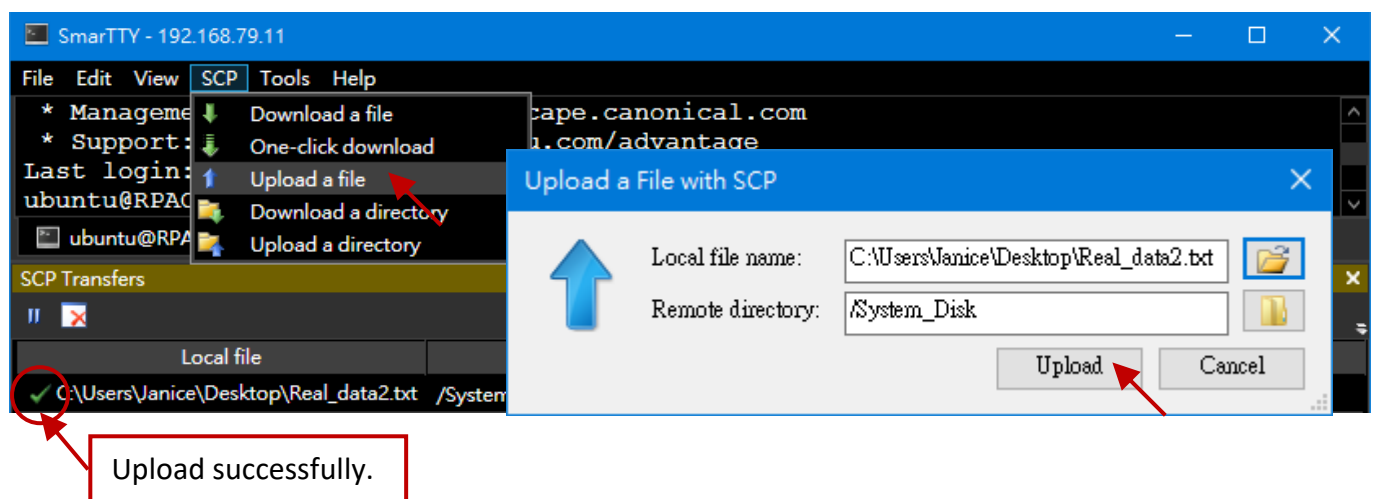 SmarTTY - 192.168.79.11
File Edit View SCP Tools Help
* Manageme
cape.canonical.com
* Support:
u.com/advantage
Last login:
ubuntu@RPAC
ubuntu@RPA
Download a file
One-click download
Upload a file
Download a directory
Upload a directory
SCP Transfers
Local file
C:\Users\Janice\Desktop\Real_data2.txt /System
Upload a File with SCP
Local file name: C:\Users\Janice\Desktop\Real_data2.txt
Remote directory: /System_Disk
Upload Cancel
Upload successfully.